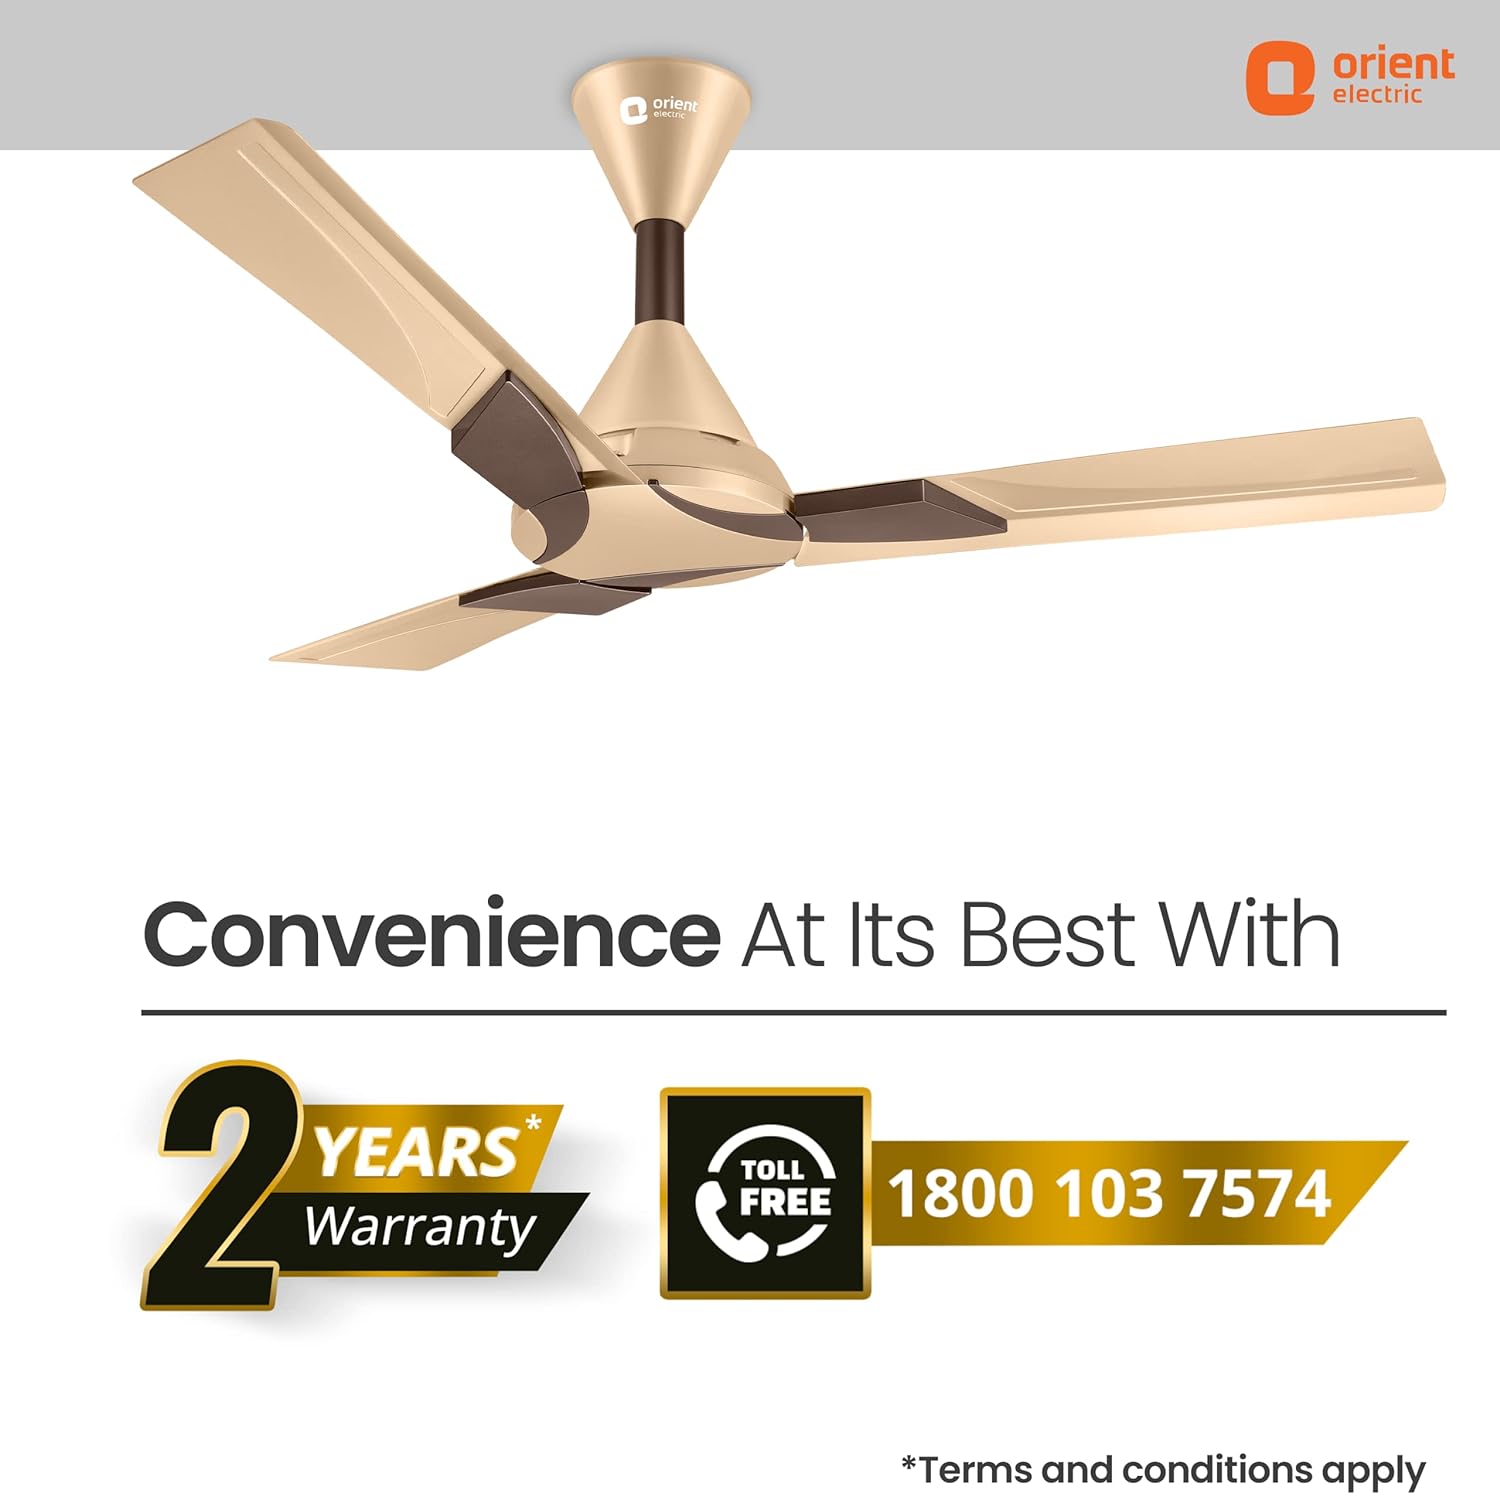 orient
electric
orient
electric
Convenience At Its Best With
2 YEARS*
Warranty
TOLL
FREE
1800 103 7574
*Terms and conditions apply